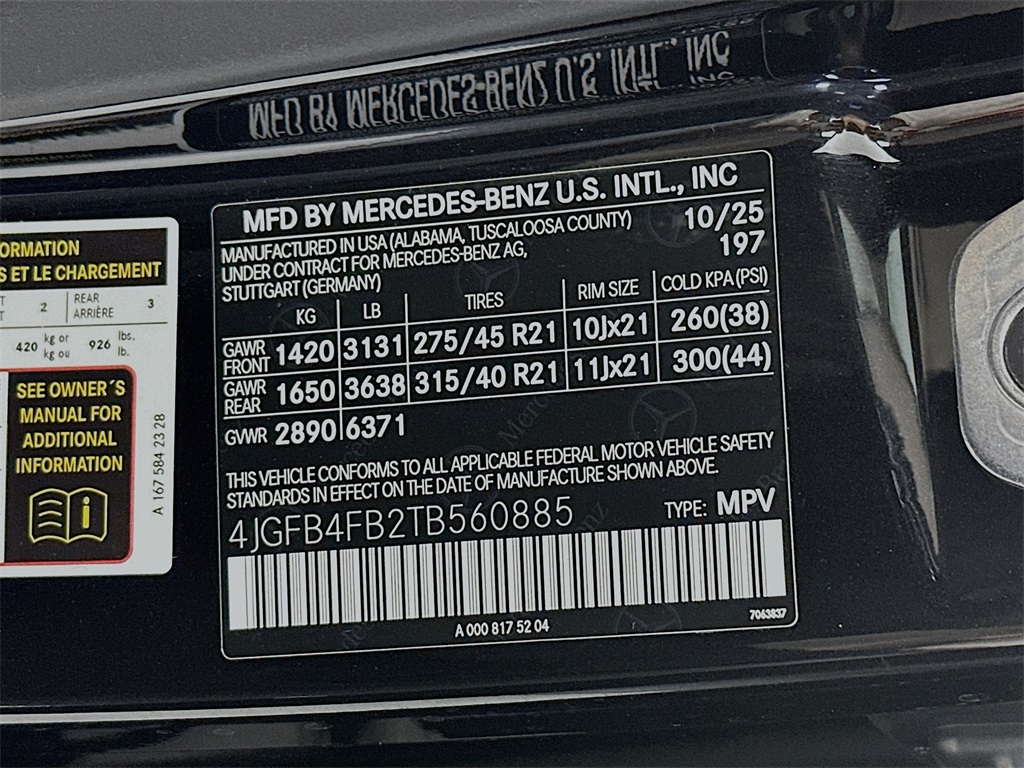 MFD BY MERCEDES-BENZ U.S. INTL., INC
MFD BY MERCEDES-BENZ U.S. INTL., INC
MANUFACTURED IN USA (ALABAMA, TUSCALOOSA COUNTY) 10/25
UNDER CONTRACT FOR MERCEDES-BENZ AG, 197
STUTTGART (GERMANY)
KG LB TIRES RIM SIZE COLD KPA(PSI)
GAWR FRONT 1420 3131 275/45 R21 10Jx21 260(38)
GAWR REAR 1650 3638 315/40 R21 11Jx21 300(44)
GVWR 2890 6371
THIS VEHICLE CONFORMS TO ALL APPLICABLE FEDERAL MOTOR VEHICLE SAFETY
STANDARDS IN EFFECT ON THE DATE OF MANUFACTURE SHOWN ABOVE.
4JGFB4FB2TB560885 TYPE: MPV
7063837
A 000 817 52 04
ORMATION
S ET LE CHARGEMENT
2 REAR ARRIÈRE 3
420 kg or kg ou 926 lbs. lb.
SEE OWNER´S
MANUAL FOR
ADDITIONAL
INFORMATION
A 167 584 23 28